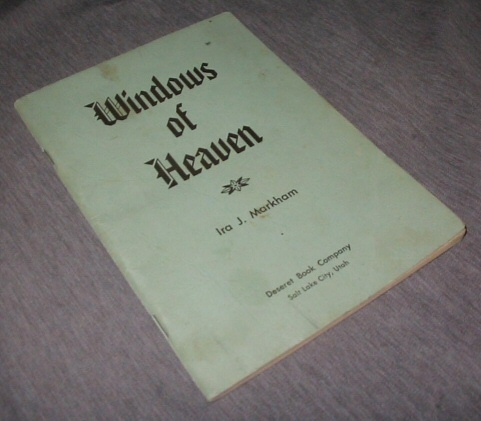 Windows
of
Heaven
Ira J. Markham
Deseret Book Company
Salt Lake City, Utah